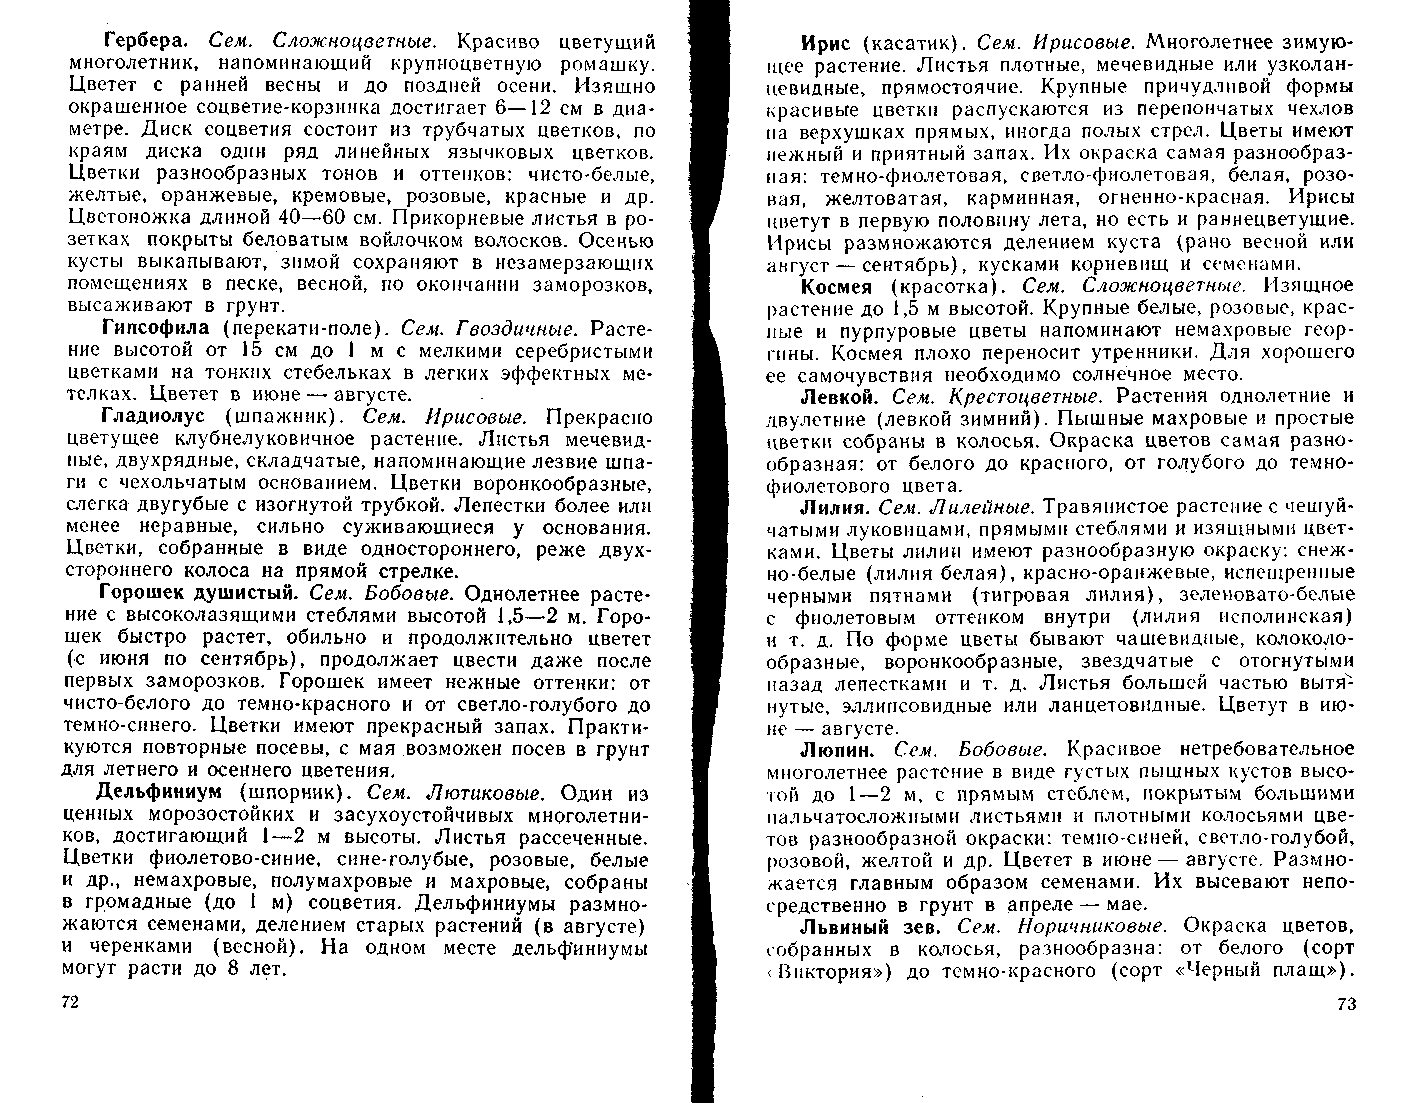 Гербера. Сем. Сложноцветные. Красиво цветущий
многолетник, напоминающий крупноцветную ромашку.
Цветет с ранней весны и до поздней осени. Изящно
окрашенное соцветие-корзинка достигает 6—12 см в диа-
метре. Диск соцветия состоит из трубчатых цветков, по
краям диска один ряд линейных язычковых цветков.
Цветки разнообразных тонов и оттенков: чисто-белые,
желтые, оранжевые, кремовые, розовые, красные и др.
Цветоножка длиной 40—60 см. Прикорневые листья в ро-
зетках покрыты беловатым войлочком волосков. Осенью
кусты выкапывают, зимой сохраняют в незамерзающих
помещениях в песке, весной, по окончании заморозков,
высаживают в грунт.
Гипсофила (перекати-поле). Сем. Гвоздичные. Расте-
ние высотой от 15 см до 1 м с мелкими серебристыми
цветками на тонких стебельках в легких эффектных ме-
телках. Цветет в июне — августе.
Гладиолус (шпажник). Сем. Ирисовые. Прекрасно
цветущее клубнелуковичное растение. Листья мечевид-
ные, двухрядные, складчатые, напоминающие лезвие шпа-
ги с чехольчатым основанием. Цветки воронкообразные,
слегка двугубые с изогнутой трубкой. Лепестки более или
менее неравные, сильно суживающиеся у основания.
Цветки, собранные в виде одностороннего, реже двух-
стороннего колоса на прямой стрелке.
Горошек душистый. Сем. Бобовые. Однолетнее расте-
ние с высоколазящими стеблями высотой 1,5—2 м. Горо-
шек быстро растет, обильно и продолжительно цветет
(с июня по сентябрь), продолжает цвести даже после
первых заморозков. Горошек имеет нежные оттенки: от
чисто-белого до темно-красного и от светло-голубого до
темно-синего. Цветки имеют прекрасный запах. Практи-
куются повторные посевы, с мая возможен посев в грунт
для летнего и осеннего цветения.
Дельфиниум (шпорник). Сем. Лютиковые. Один из
ценных морозостойких и засухоустойчивых многолетни-
ков, достигающий 1—2 м высоты. Листья рассеченные.
Цветки фиолетово-синие, сине-голубые, розовые, белые
и др., немахровые, полумахровые и махровые, собраны
в громадные (до 1 м) соцветия. Дельфиниумы размно-
жаются семенами, делением старых растений (в августе)
и черенками (весной). На одном месте дельфиниумы
могут расти до 8 лет.
72
Ирис (касатик). Сем. Ирисовые. Многолетнее зимую-
щее растение. Листья плотные, мечевидные или узколан-
цевидные, прямостоячие. Крупные причудливой формы
красивые цветки распускаются из перепончатых чехлов
на верхушках прямых, иногда полых стрел. Цветы имеют
нежный и приятный запах. Их окраска самая разнообраз-
ная: темно-фиолетовая, светло-фиолетовая, белая, розо-
вая, желтоватая, карминная, огненно-красная. Ирисы
цветут в первую половину лета, но есть и раннецветущие.
Ирисы размножаются делением куста (рано весной или
август — сентябрь), кусками корневищ и семенами.
Космея (красотка). Сем. Сложноцветные. Изящное
растение до 1,5 м высотой. Крупные белые, розовые, крас-
ные и пурпуровые цветы напоминают немахровые геор-
гины. Космея плохо переносит утренники. Для хорошего
ее самочувствия необходимо солнечное место.
Левкой. Сем. Крестоцветные. Растения однолетние и
двулетние (левкой зимний). Пышные махровые и простые
цветки собраны в колосья. Окраска цветов самая разно-
образная: от белого до красного, от голубого до темно-
фиолетового цвета.
Лилия. Сем. Лилейные. Травянистое растение с чешуй-
чатыми луковицами, прямыми стеблями и изящными цвет-
ками. Цветы лилии имеют разнообразную окраску: снеж-
но-белые (лилия белая), красно-оранжевые, испещренные
черными пятнами (тигровая лилия), зеленовато-белые
с фиолетовым оттенком внутри (лилия исполинская)
и т. д. По форме цветы бывают чашевидные, колоколо-
образные, воронкообразные, звездчатые с отогнутыми
назад лепестками и т. д. Листья большей частью вытя-
нутые, эллипсовидные или ланцетовидные. Цветут в ию-
не — августе.
Люпин. Сем. Бобовые. Красивое нетребовательное
многолетнее растение в виде густых пышных кустов высо-
той до 1—2 м, с прямым стеблем, покрытым большими
пальчатосложными листьями и плотными колосьями цве-
тов разнообразной окраски: темно-синей, светло-голубой,
розовой, желтой и др. Цветет в июне — августе. Размно-
жается главным образом семенами. Их высевают непо-
средственно в грунт в апреле — мае.
Львиный зев. Сем. Норичниковые. Окраска цветов,
собранных в колосья, разнообразна: от белого (сорт
«Виктория») до темно-красного (сорт «Черный плащ»).
73